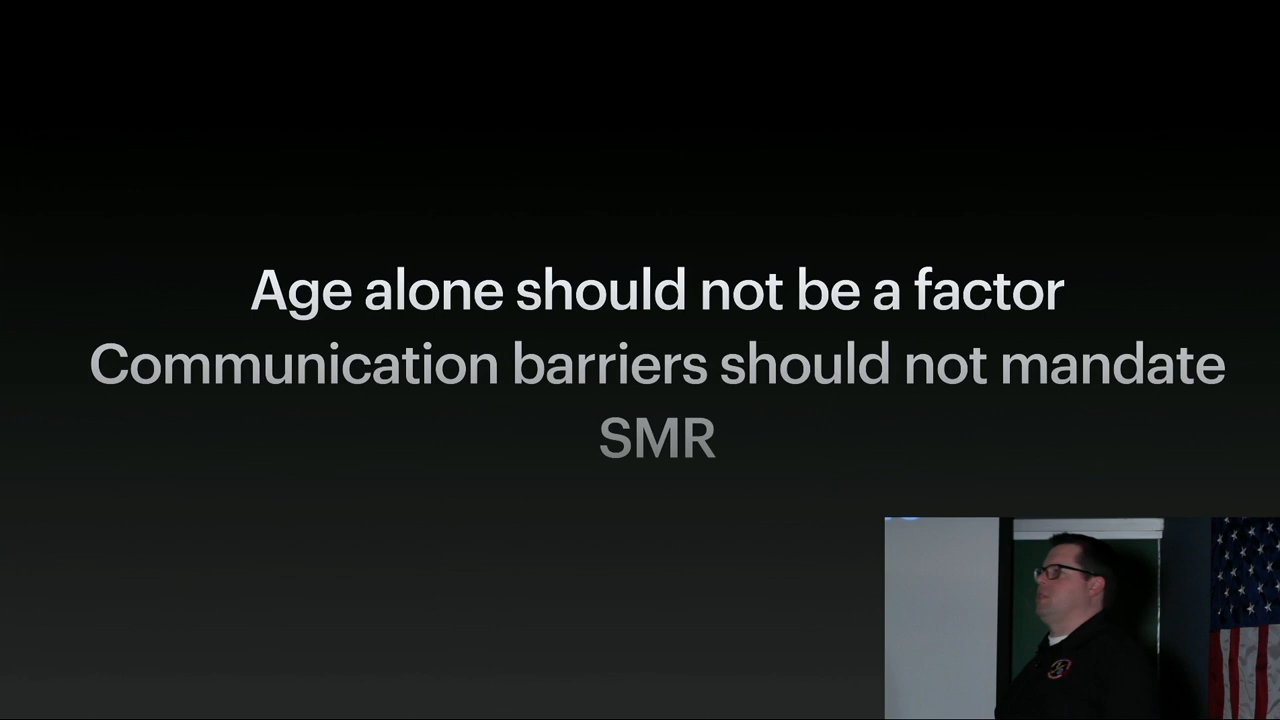 Age alone should not be a factor
Communication barriers should not mandate
SMR